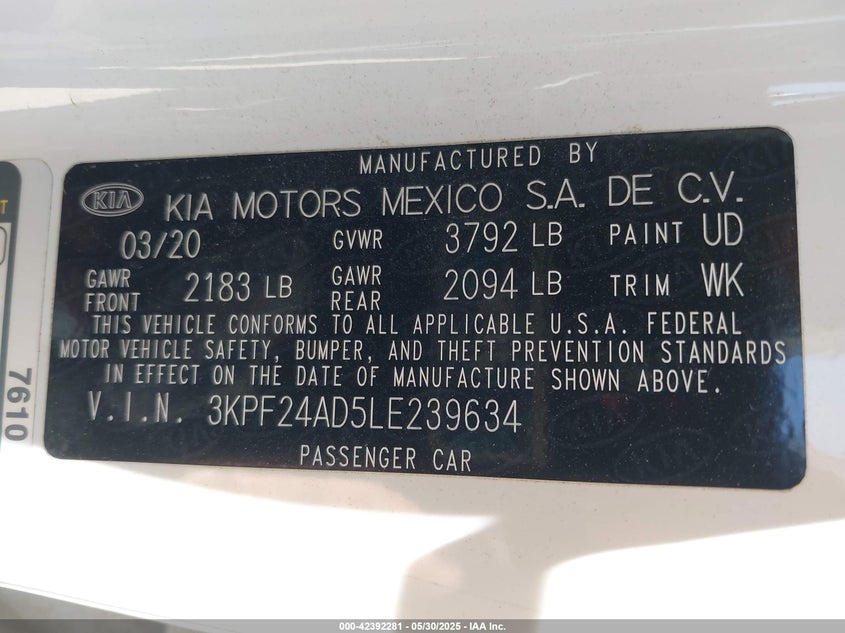 MANUFACTURED BY
KIA KIA MOTORS MEXICO S.A. DE C.V.
03/20 GVWR 3792 LB PAINT UD
GAWR FRONT 2183 LB GAWR REAR 2094 LB TRIM WK
THIS VEHICLE CONFORMS TO ALL APPLICABLE U.S.A. FEDERAL
MOTOR VEHICLE SAFETY, BUMPER, AND THEFT PREVENTION STANDARDS
IN EFFECT ON THE DATE OF MANUFACTURE SHOWN ABOVE.
V.I.N. 3KPF24AD5LE239634
PASSENGER CAR
7610
000-42392281 - 05/30/2025 - IAA Inc.